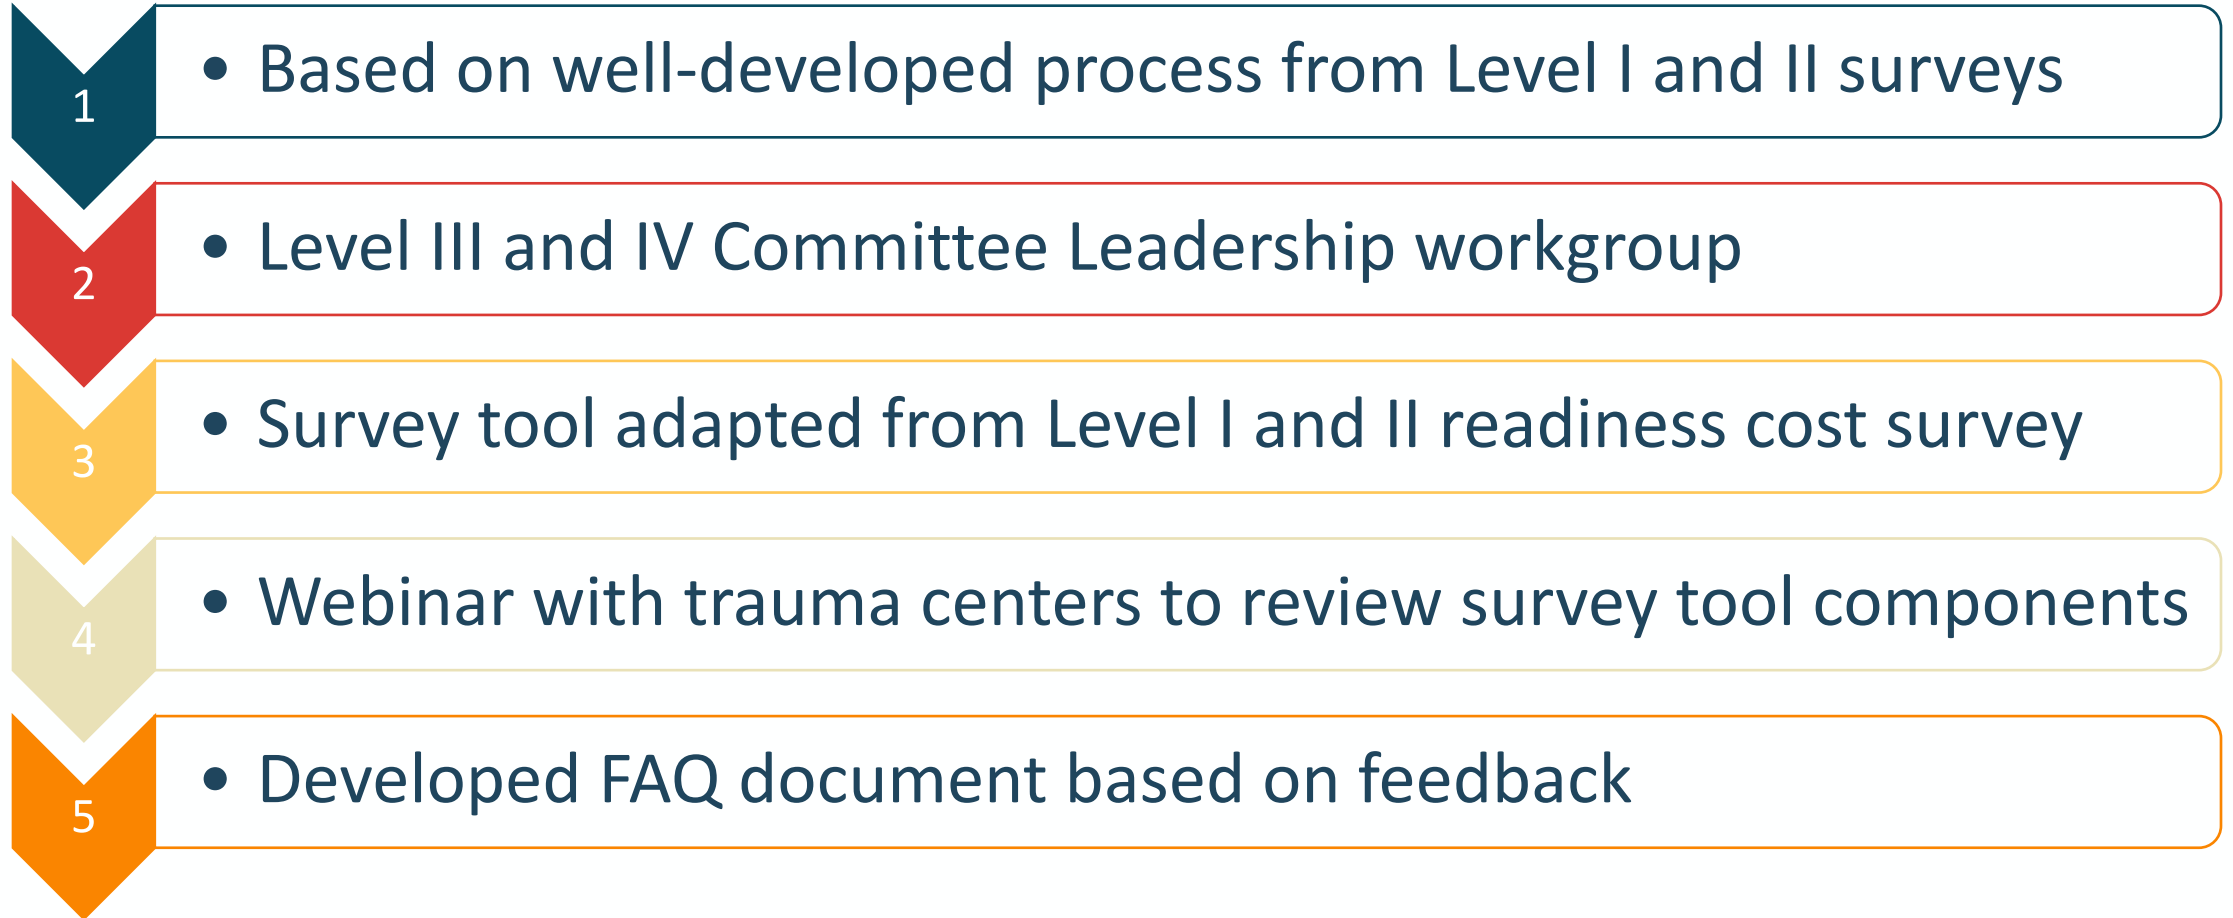 1
• Based on well-developed process from Level I and II surveys
2
• Level III and IV Committee Leadership workgroup
3
• Survey tool adapted from Level I and II readiness cost survey
4
• Webinar with trauma centers to review survey tool components
5
• Developed FAQ document based on feedback